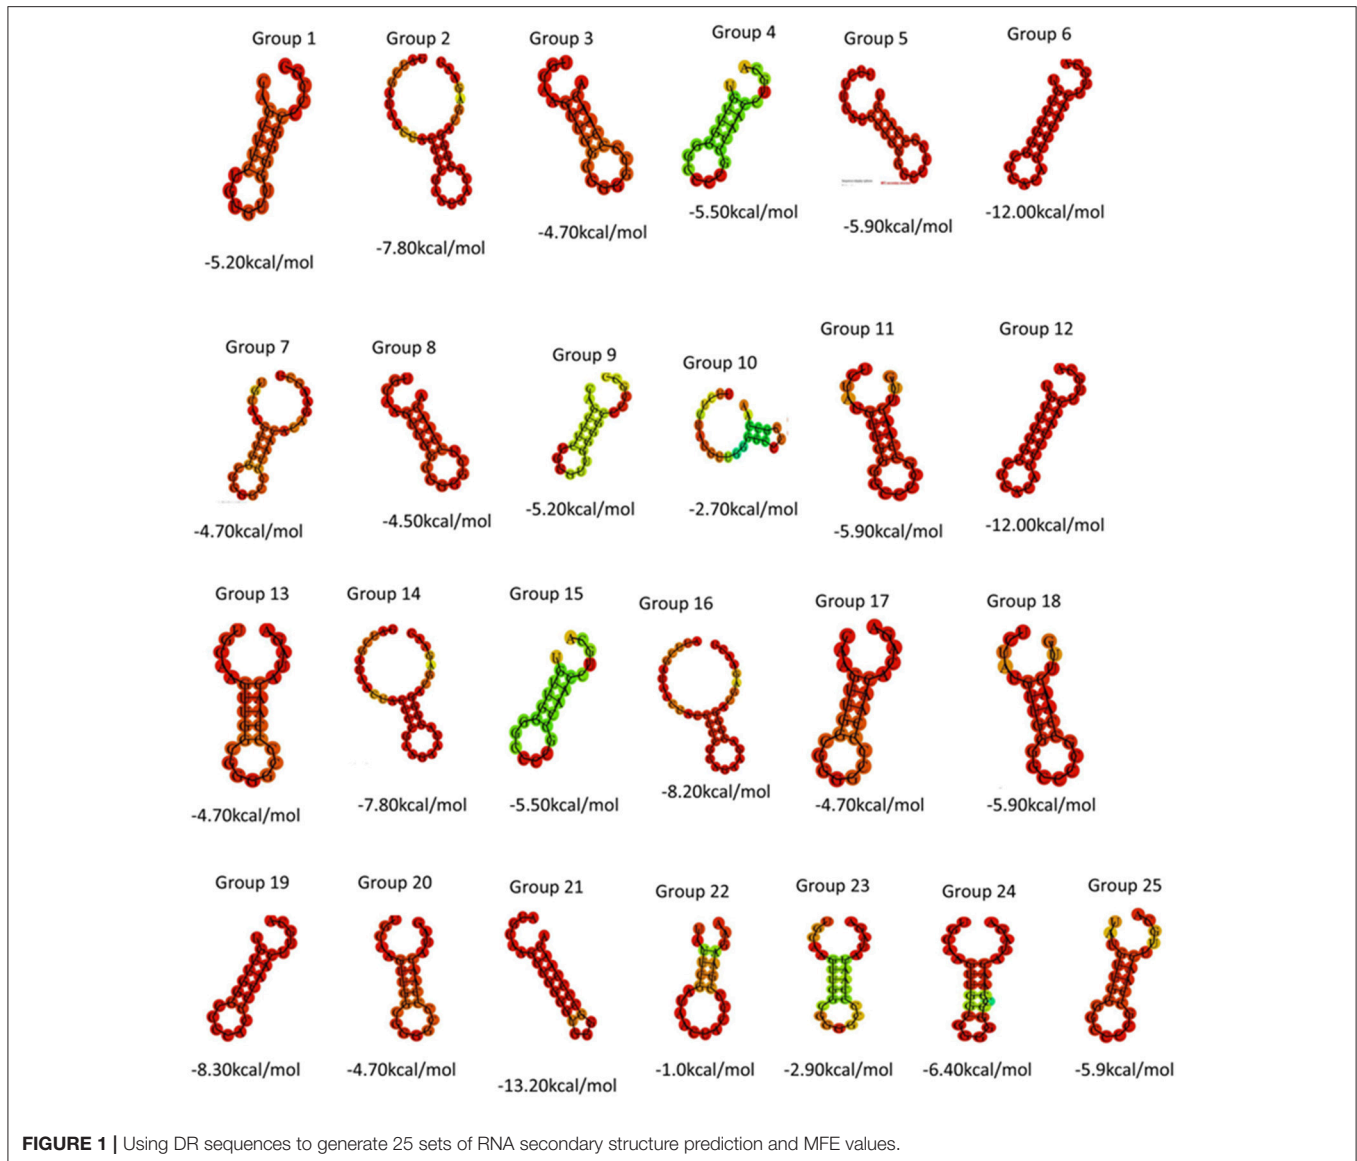 Group 1
Group 2
Group 3
Group 4
Group 5
Group 6
-5.20kcal/mol
-7.80kcal/mol
-4.70kcal/mol
-5.50kcal/mol
-5.90kcal/mol
-12.00kcal/mol
Group 7
Group 8
Group 9
Group 10
Group 11
Group 12
-4.70kcal/mol
-4.50kcal/mol
-5.20kcal/mol
-2.70kcal/mol
-5.90kcal/mol
-12.00kcal/mol
Group 13
Group 14
Group 15
Group 16
Group 17
Group 18
-4.70kcal/mol
-7.80kcal/mol
-5.50kcal/mol
-8.20kcal/mol
-4.70kcal/mol
-5.90kcal/mol
Group 19
Group 20
Group 21
Group 22
Group 23
Group 24
Group 25
-8.30kcal/mol
-4.70kcal/mol
-13.20kcal/mol
-1.0kcal/mol
-2.90kcal/mol
-6.40kcal/mol
-5.9kcal/mol
FIGURE 1 | Using DR sequences to generate 25 sets of RNA secondary structure prediction and MFE values.